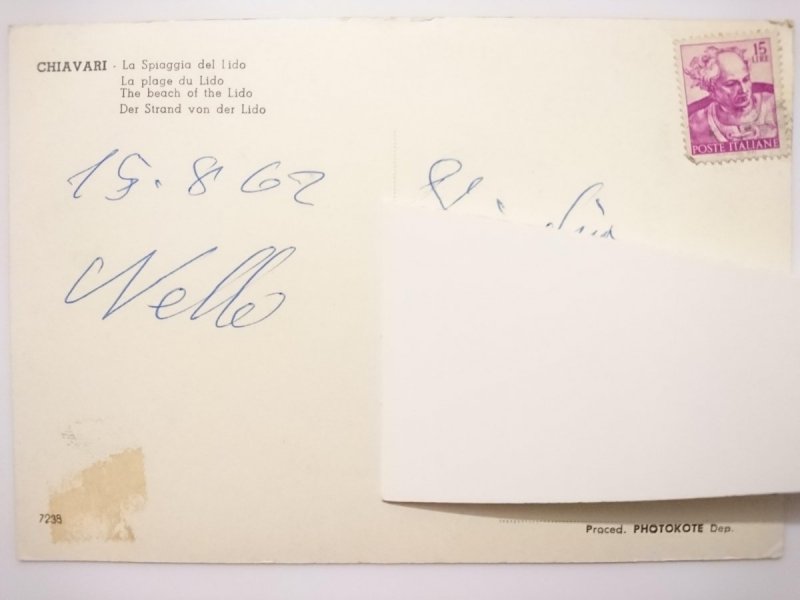 CHIAVARI - La Spiaggia del Lido
La plage du Lido
The beach of the Lido
Der Strand von der Lido
15 LIRE
POSTE ITALIANE
15.8 62
Nello
7238
Proced. PHOTOKOTE Dep.